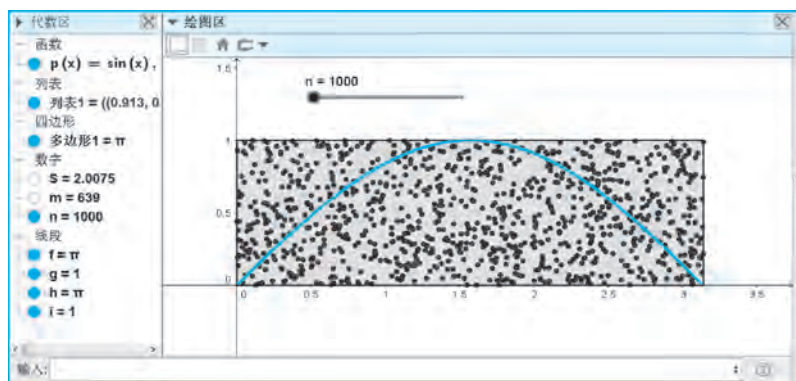 代数区
函数
p(x) = sin(x),
列表
列表1 = ((0.913, 0
四边形
多边形1 = π
数字
S = 2.0075
m = 639
n = 1000
线段
f = π
g = 1
h = π
i = 1
绘图区
n = 1000
1.5
1
0.5
0
0 0.5 1 1.5 2 2.5 3 3.5
输入: